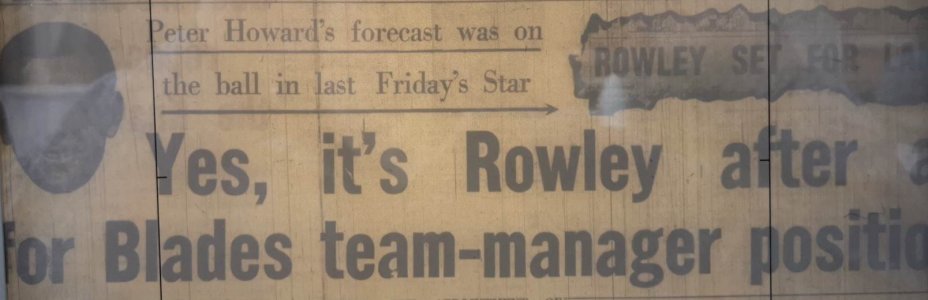 Peter Howard's forecast was on
the ball in last Friday's Star
ROWLEY SET FOR
Yes, it's Rowley after
for Blades team-manager